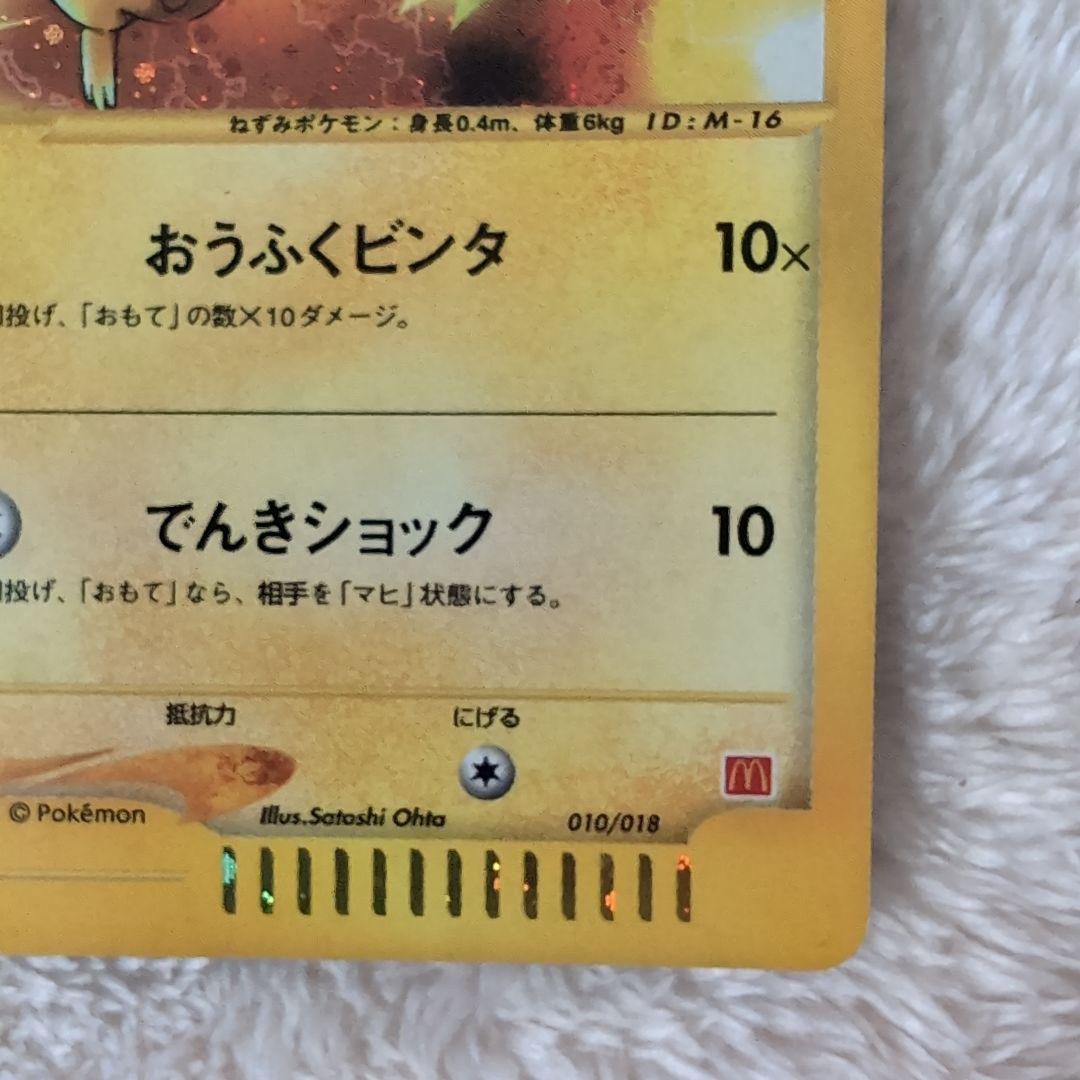 ねずみポケモン：身長0.4m、体重6kg ID:M-16
おうふくビンタ 10×
投げ、「おもて」の数×10ダメージ。
でんきショック 10
投げ、「おもて」なら、相手を「マヒ」状態にする。
抵抗力 にげる
© Pokémon Illus.Satoshi Ohta 010/018